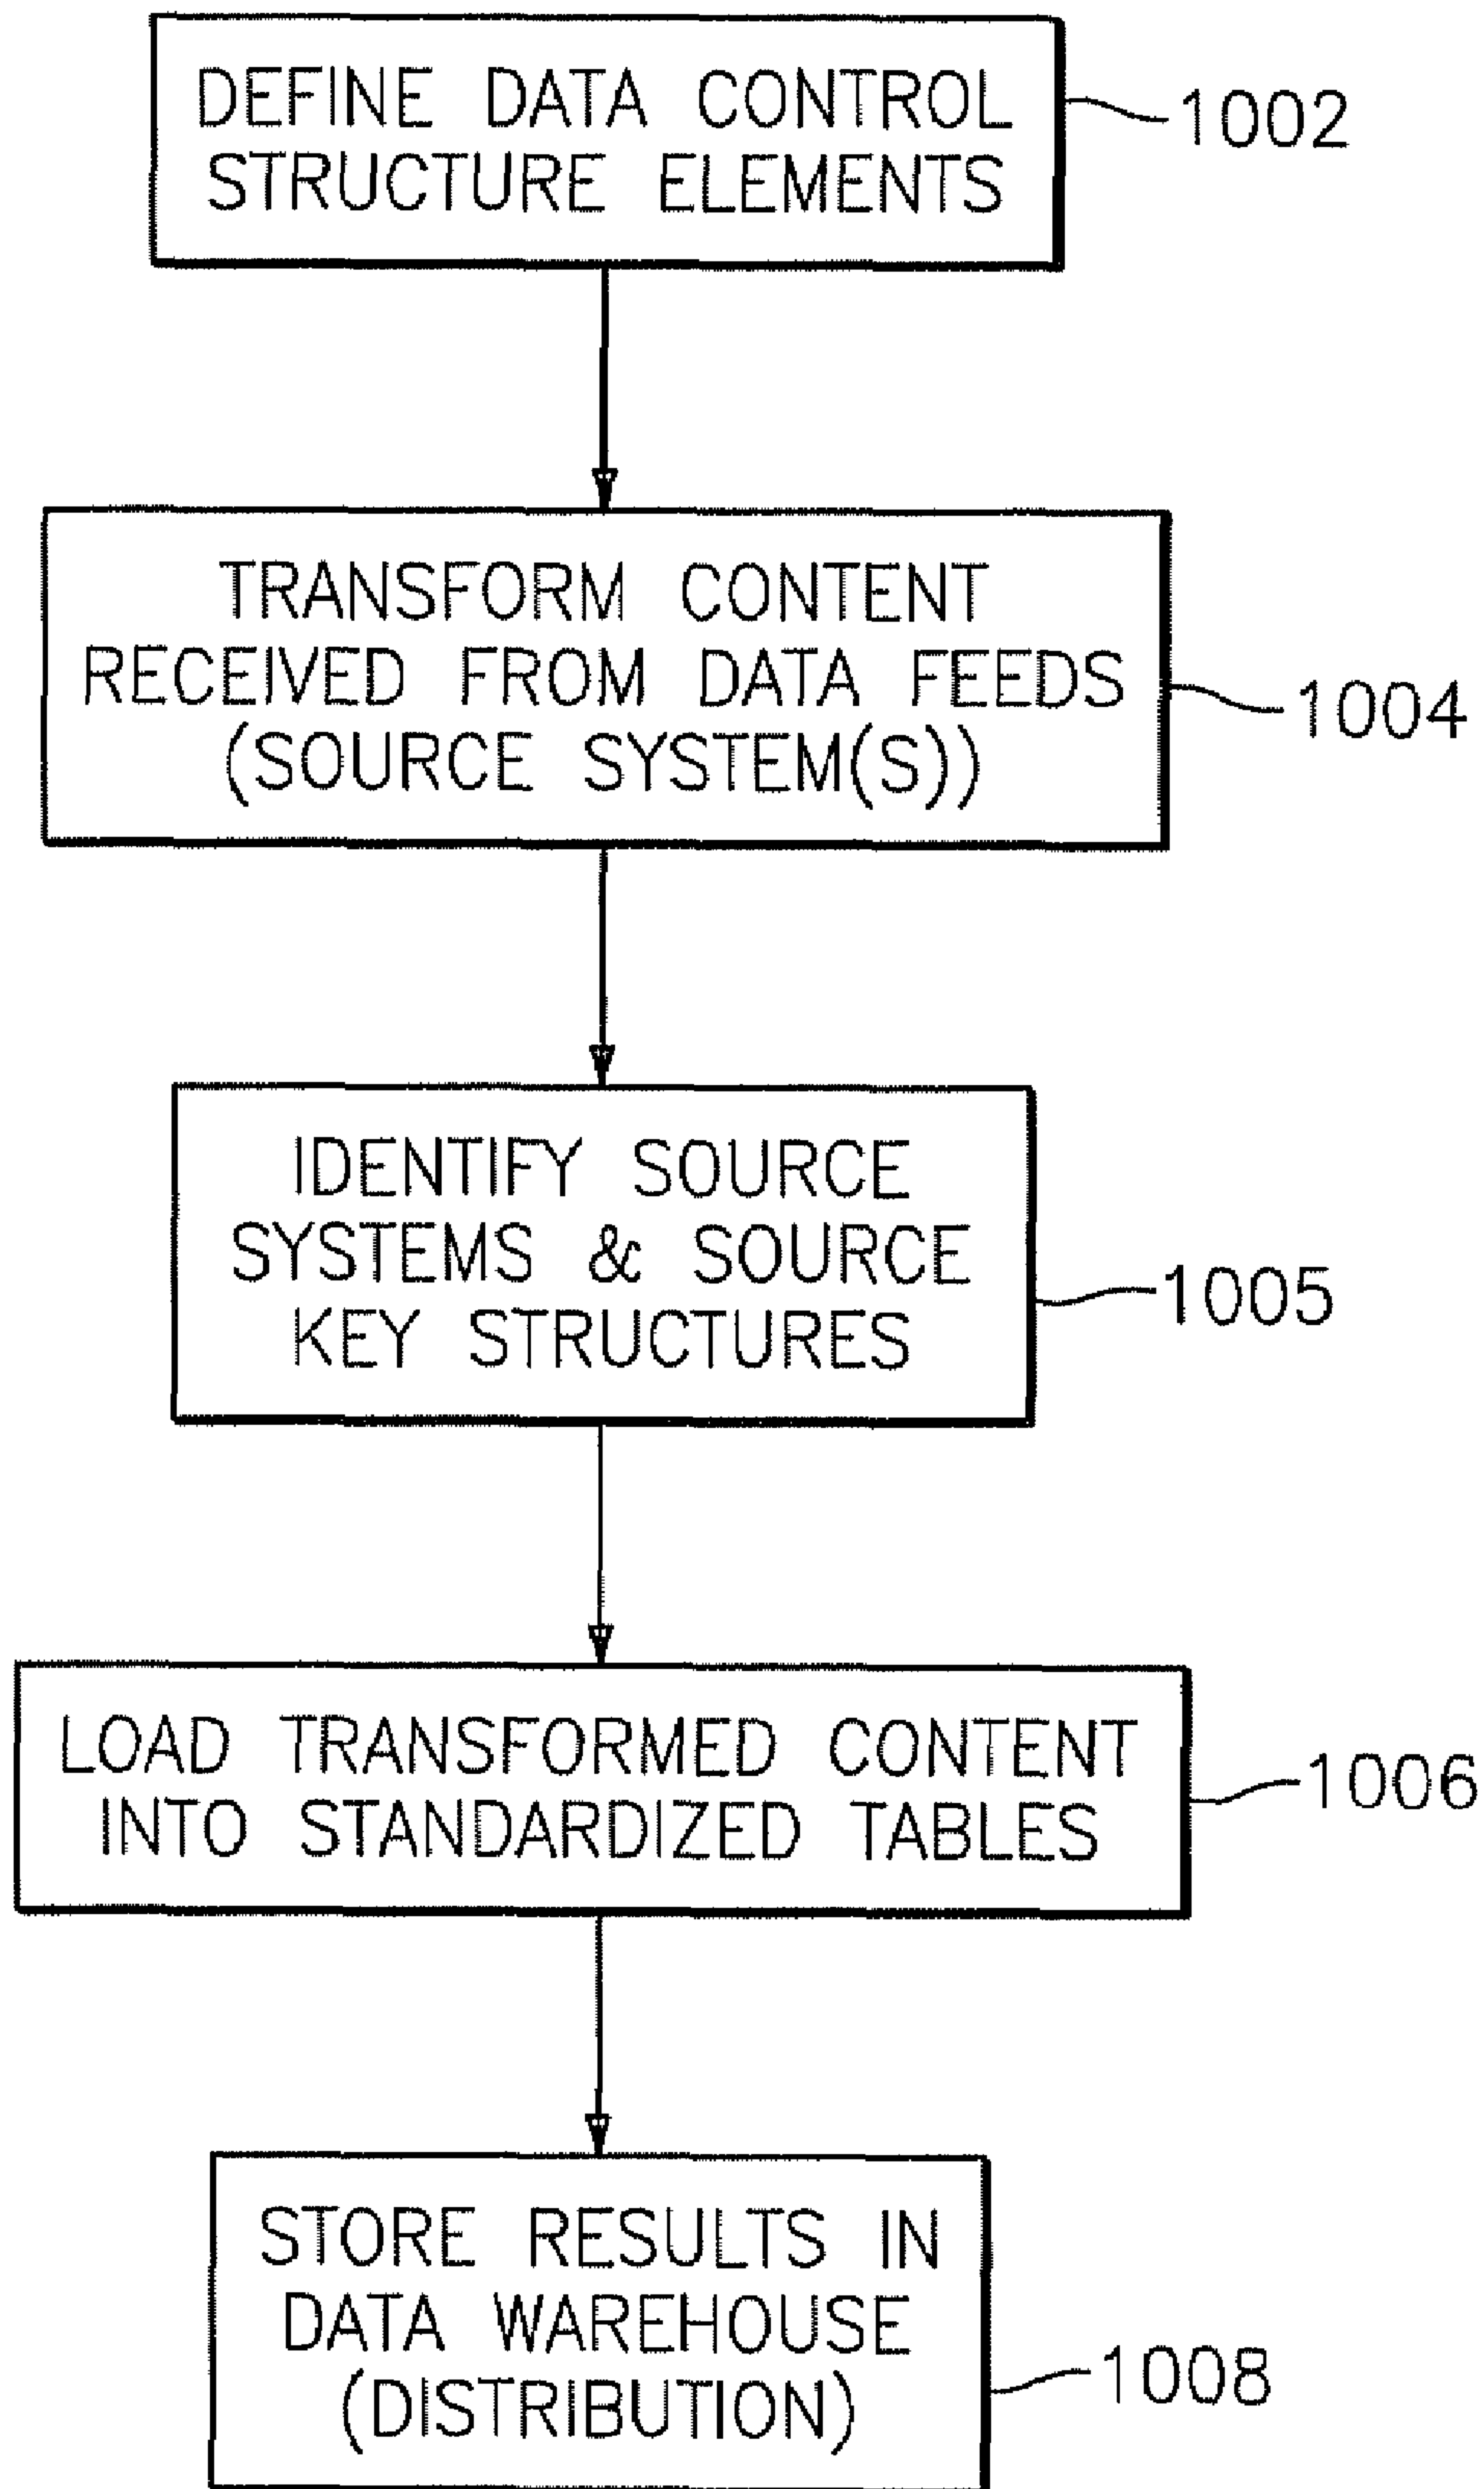 DEFINE DATA CONTROL
STRUCTURE ELEMENTS
1002
TRANSFORM CONTENT
RECEIVED FROM DATA FEEDS
(SOURCE SYSTEM(S))
1004
IDENTIFY SOURCE
SYSTEMS & SOURCE
KEY STRUCTURES
1005
LOAD TRANSFORMED CONTENT
INTO STANDARDIZED TABLES
1006
STORE RESULTS IN
DATA WAREHOUSE
(DISTRIBUTION)
1008